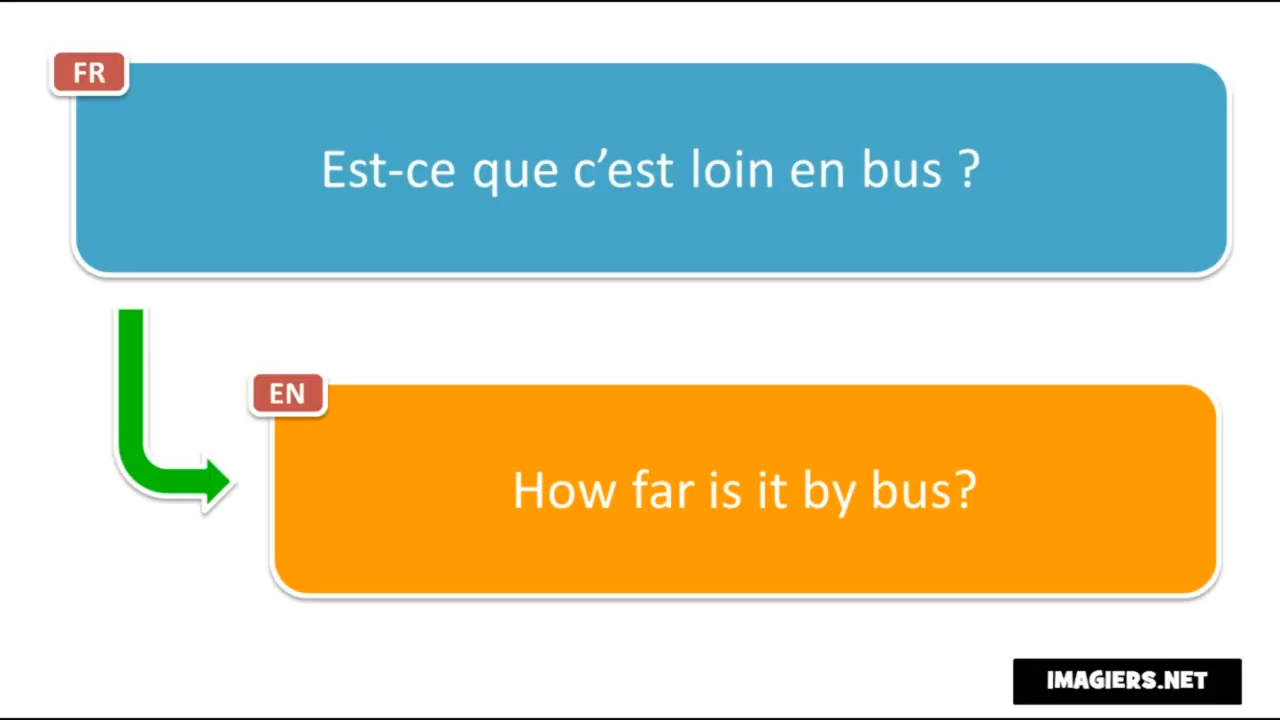 FR
Est-ce que c’est loin en bus ?
EN
How far is it by bus?
IMAGIERS.NET